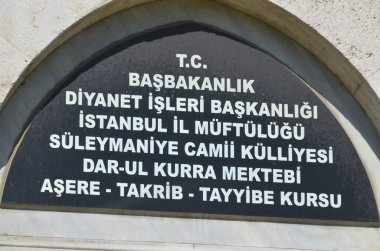 T.C.
BAŞBAKANLIK
DİYANET İŞLERİ BAŞKANLIĞI
İSTANBUL İL MÜFTÜLÜĞÜ
SÜLEYMANİYE CAMİİ KÜLLİYESİ
DAR-UL KURRA MEKTEBİ
AŞERE - TAKRİB - TAYYİBE KURSU